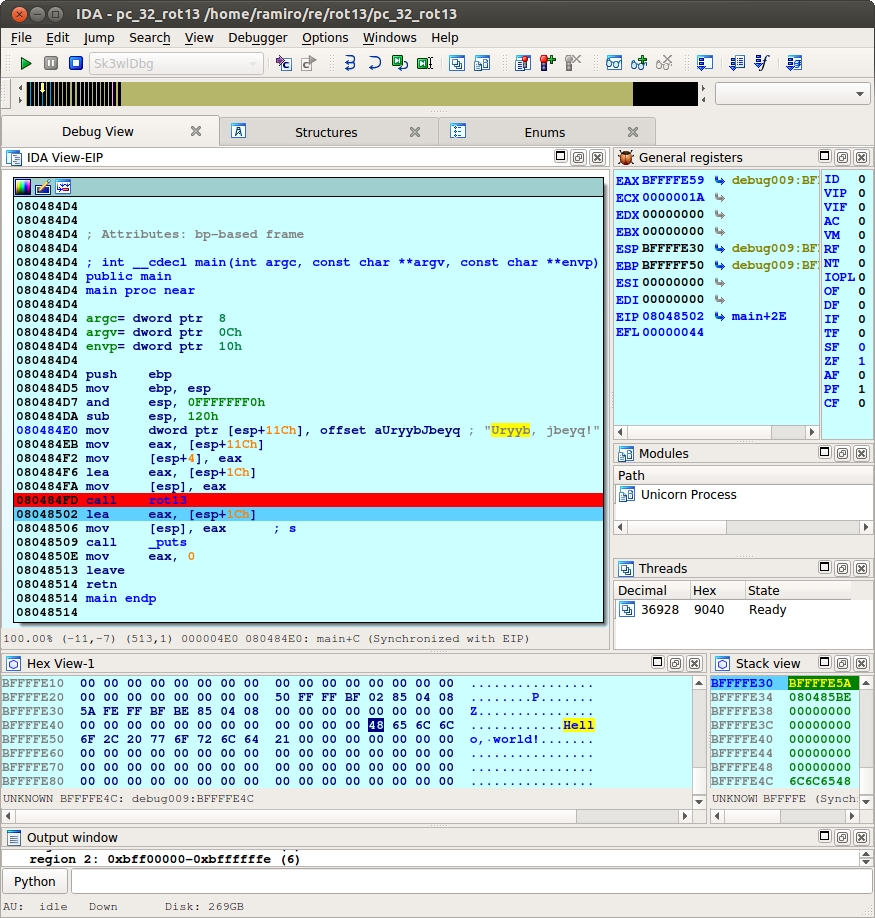 IDA - pc_32_rot13 /home/ramiro/re/rot13/pc_32_rot13
File Edit Jump Search View Debugger Options Windows Help
Sk3wlDbg
Debug View
Structures
Enums
IDA View-EIP
080484D4
080484D4
080484D4 ; Attributes: bp-based frame
080484D4
080484D4 ; int __cdecl main(int argc, const char **argv, const char **envp)
080484D4 public main
080484D4 main proc near
080484D4
080484D4 argc= dword ptr 8
080484D4 argv= dword ptr 0Ch
080484D4 envp= dword ptr 10h
080484D4
080484D4 push ebp
080484D5 mov ebp, esp
080484D7 and esp, 0FFFFFFF0h
080484DA sub esp, 120h
080484E0 mov dword ptr [esp+11Ch], offset aUryybJbeyq ; "Uryyb, jbeyq!"
080484EB mov eax, [esp+11Ch]
080484F2 mov [esp+4], eax
080484F6 lea eax, [esp+1Ch]
080484FA mov [esp], eax
080484FD call rot13
08048502 lea eax, [esp+1Ch]
08048506 mov [esp], eax ; s
08048509 call _puts
0804850E mov eax, 0
08048513 leave
08048514 retn
08048514 main endp
08048514
100.00% (-11,-7) (513,1) 000004E0 080484E0: main+C (Synchronized with EIP)
General registers
EAX BFFFFE59 debug009:BFF
ECX 0000001A
EDX 00000000
EBX 00000000
ESP BFFFFE30 debug009:BFF
EBP BFFFFF50 debug009:BFF
ESI 00000000
EDI 00000000
EIP 08048502 main+2E
EFL 00000044
ID 0
VIP 0
VIF 0
AC 0
VM 0
RF 0
NT 0
IOPL 0
OF 0
DF 0
IF 0
TF 0
SF 0
ZF 1
AF 0
PF 1
CF 0
Modules
Path
Unicorn Process
Threads
Decimal Hex State
36928 9040 Ready
Hex View-1
BFFFFE10 00 00 00 00 00 00 00 00 00 00 00 00 00 00 00 00 ................
BFFFFE20 00 00 00 00 00 00 00 00 50 FF FF BF 02 85 04 08 ........P.......
BFFFFE30 5A FE FF BF BE 85 04 08 00 00 00 00 00 00 00 00 Z...............
BFFFFE40 00 00 00 00 00 00 00 00 00 00 00 00 48 65 6C 6C ............Hell
BFFFFE50 6F 2C 20 77 6F 72 6C 64 21 00 00 00 00 00 00 00 o,·world!.......
BFFFFE60 00 00 00 00 00 00 00 00 00 00 00 00 00 00 00 00 ................
BFFFFE70 00 00 00 00 00 00 00 00 00 00 00 00 00 00 00 00 ................
BFFFFE80 00 00 00 00 00 00 00 00 00 00 00 00 00 00 00 00 ................
UNKNOWN BFFFFE4C: debug009:BFFFFE4C
Stack view
BFFFFE30 BFFFFE5A
BFFFFE34 080485BE
BFFFFE38 00000000
BFFFFE3C 00000000
BFFFFE40 00000000
BFFFFE44 00000000
BFFFFE48 00000000
BFFFFE4C 6C6C6548
UNKNOWN BFFFFE (Synch
Output window
region 2: 0xbff00000-0xbffffffe (6)
Python
AU: idle Down Disk: 269GB